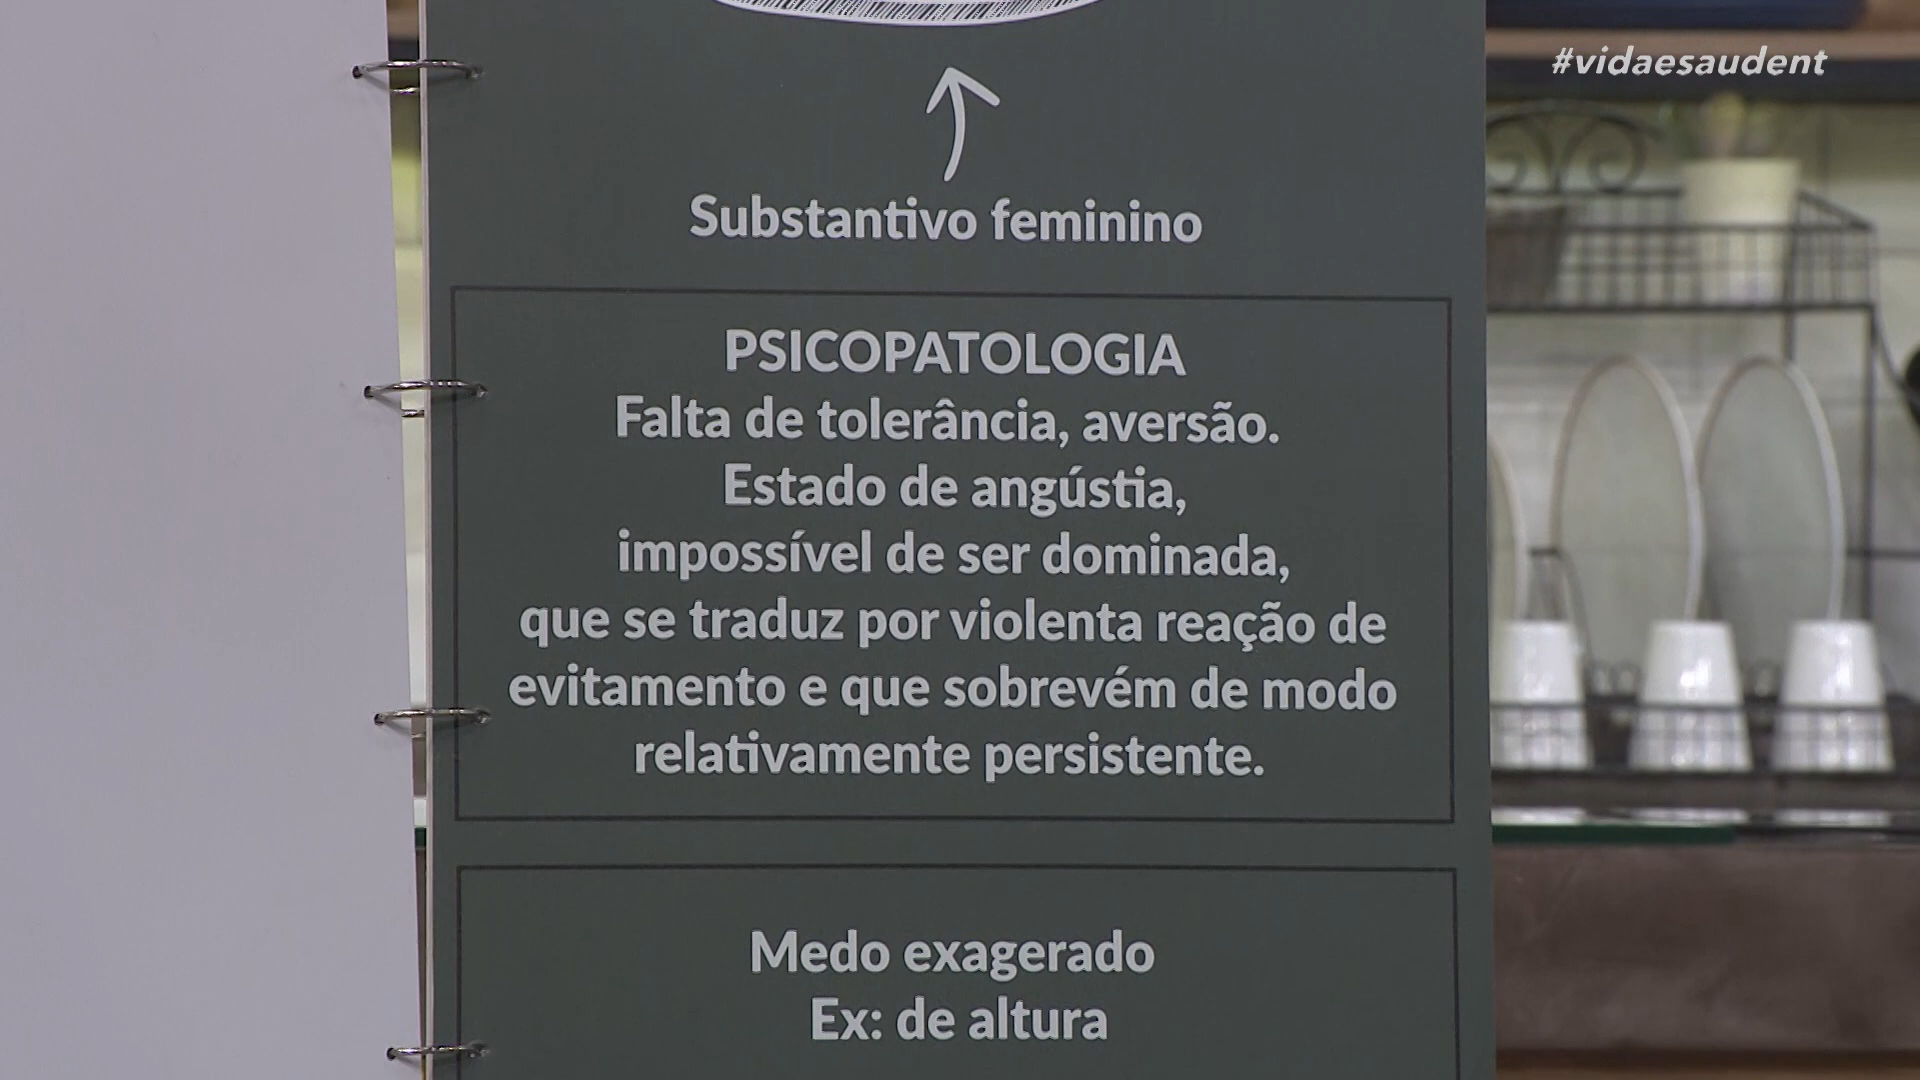 #vidaesaudent
Substantivo feminino
PSICOPATOLOGIA
Falta de tolerância, aversão.
Estado de angústia,
impossível de ser dominada,
que se traduz por violenta reação de
evitamento e que sobrevém de modo
relativamente persistente.
Medo exagerado
Ex: de altura